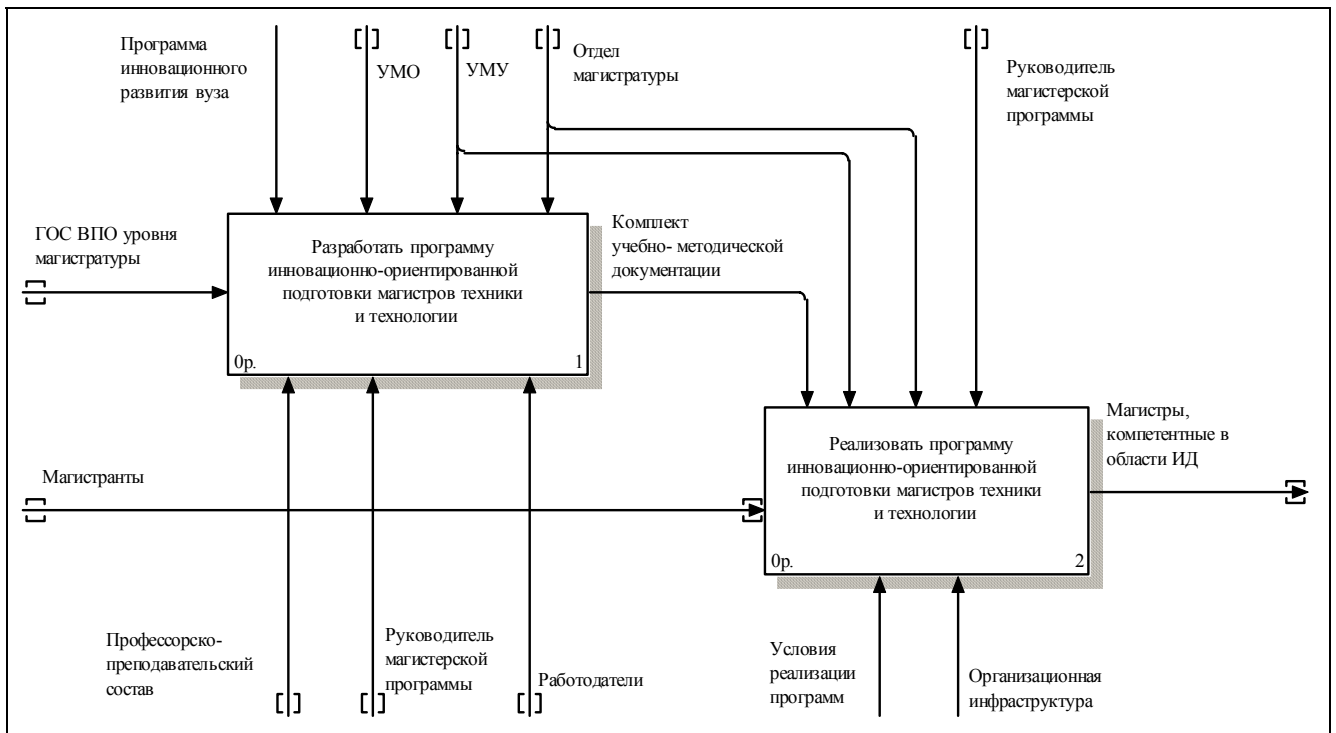 Программа
инновационного
развития вуза
УМО
УМУ
Отдел
магистратуры
Руководитель
магистерской
программы
ГОС ВПО уровня
магистратуры
Разработать программу
инновационно-ориентированной
подготовки магистров техники
и технологии
0р.
1
Комплект
учебно- методической
документации
Магистранты
Реализовать программу
инновационно-ориентированной
подготовки магистров техники
и технологии
0р.
2
Магистры,
компетентные в
области ИД
Профессорско-
преподавательский
состав
Руководитель
магистерской
программы
Работодатели
Условия
реализации
программ
Организационная
инфраструктура